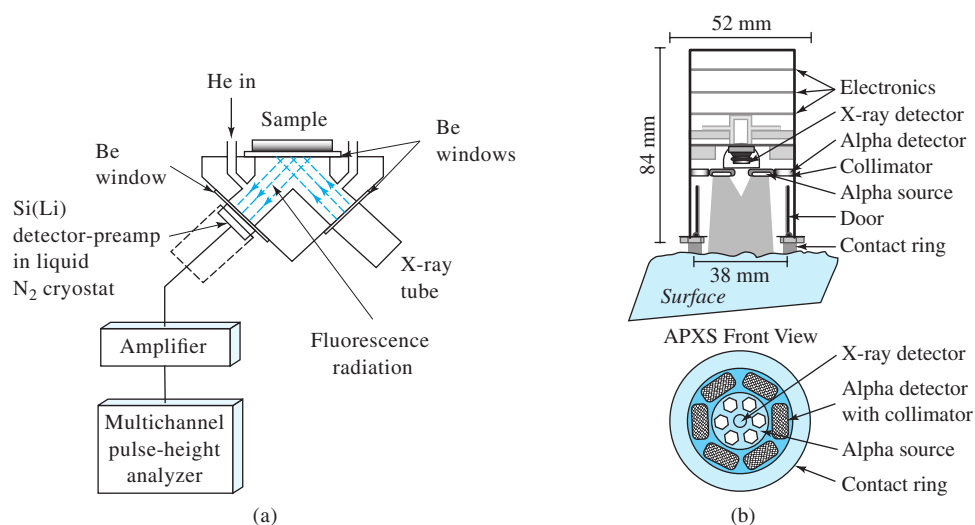 He in
Sample
Be
window
Be
windows
Si(Li)
detector-preamp
in liquid
N₂ cryostat
X-ray
tube
Fluorescence
radiation
Amplifier
Multichannel
pulse-height
analyzer
(a)
52 mm
84 mm
Electronics
X-ray detector
Alpha detector
Collimator
Alpha source
Door
Contact ring
38 mm
Surface
APXS Front View
X-ray detector
Alpha detector
with collimator
Alpha source
Contact ring
(b)